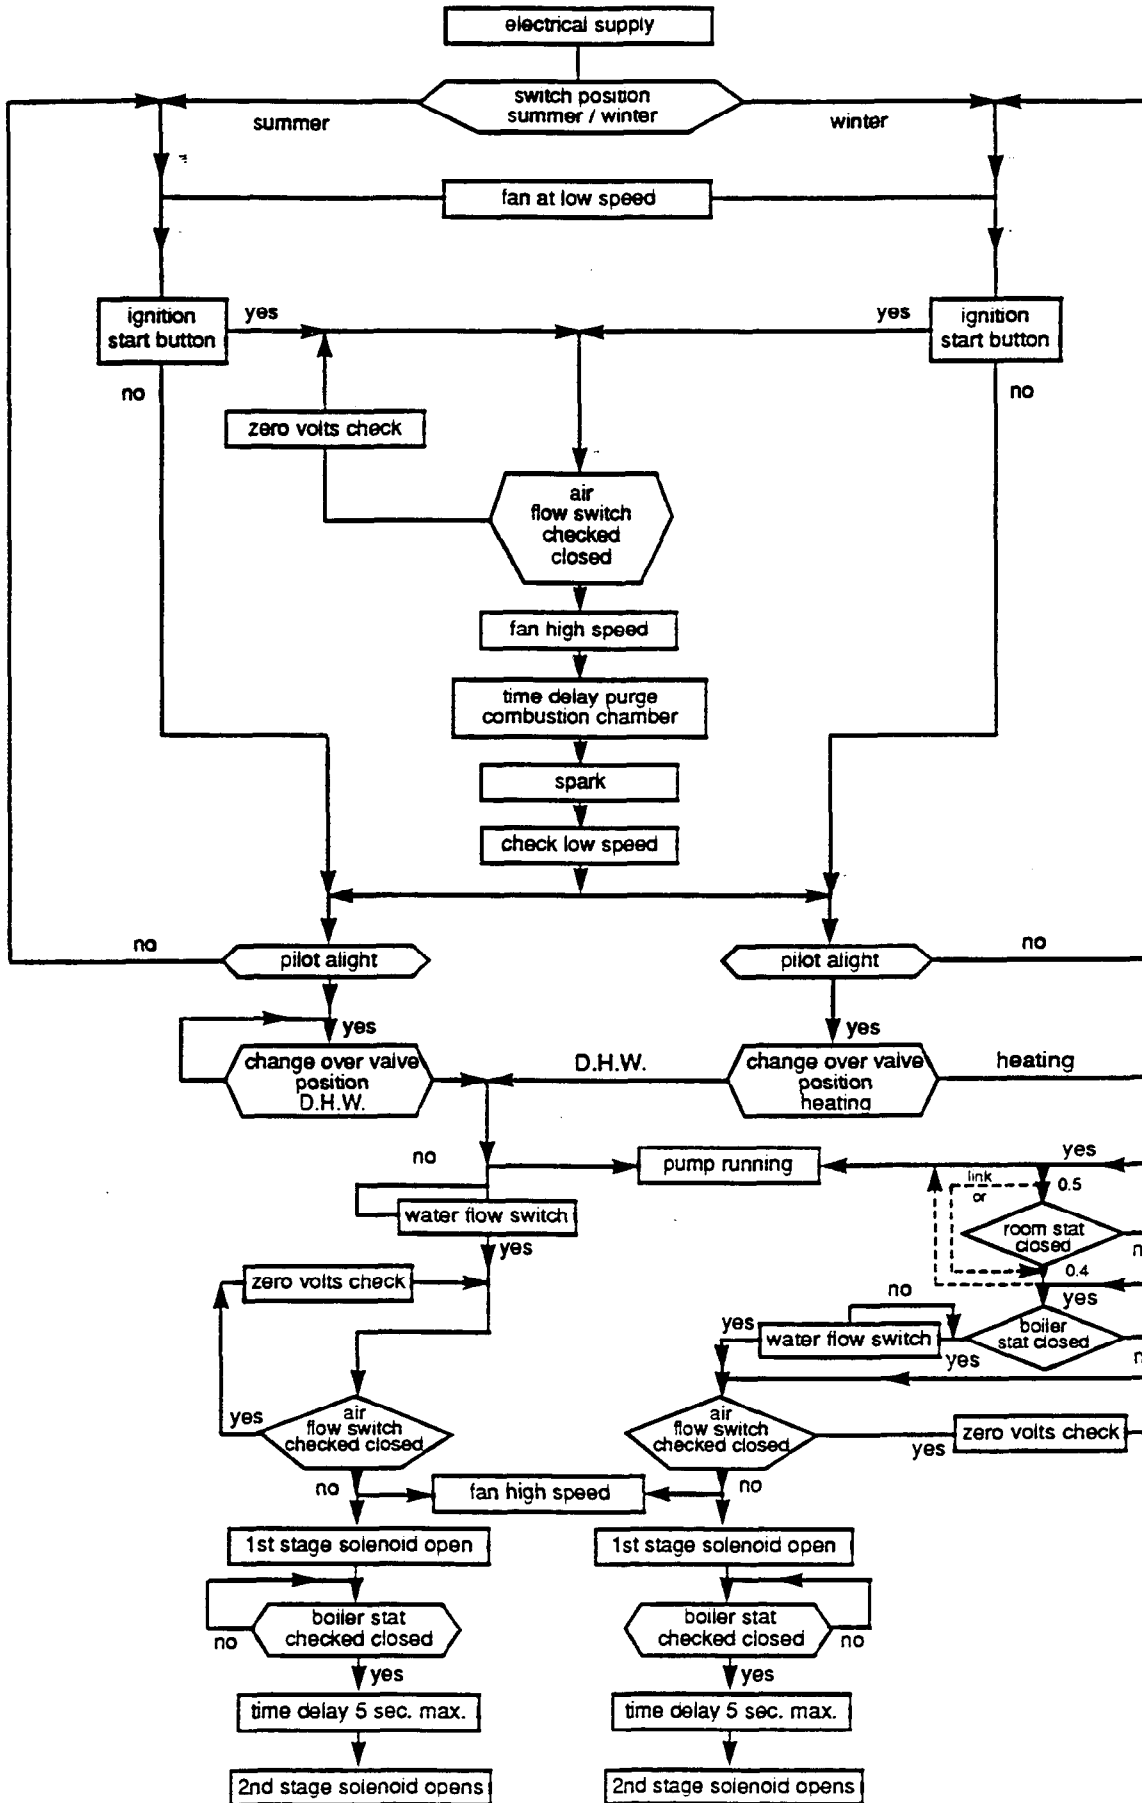 electrical supply
switch position
summer / winter
summer
winter
fan at low speed
ignition
start button
yes
yes
ignition
start button
no
no
zero volts check
air
flow switch
checked
closed
fan high speed
time delay purge
combustion chamber
spark
check low speed
no
pilot alight
pilot alight
no
yes
yes
change over valve
position
D.H.W.
D.H.W.
change over valve
position
heating
heating
no
pump running
yes
link
or
0.5
water flow switch
room stat
closed
yes
zero volts check
0.4
no
yes
yes
water flow switch
boiler
stat closed
yes
air
flow switch
checked closed
yes
air
flow switch
checked closed
yes
zero volts check
no
fan high speed
no
1st stage solenoid open
1st stage solenoid open
boiler stat
checked closed
no
boiler stat
checked closed
no
yes
yes
time delay 5 sec. max.
time delay 5 sec. max.
2nd stage solenoid opens
2nd stage solenoid opens